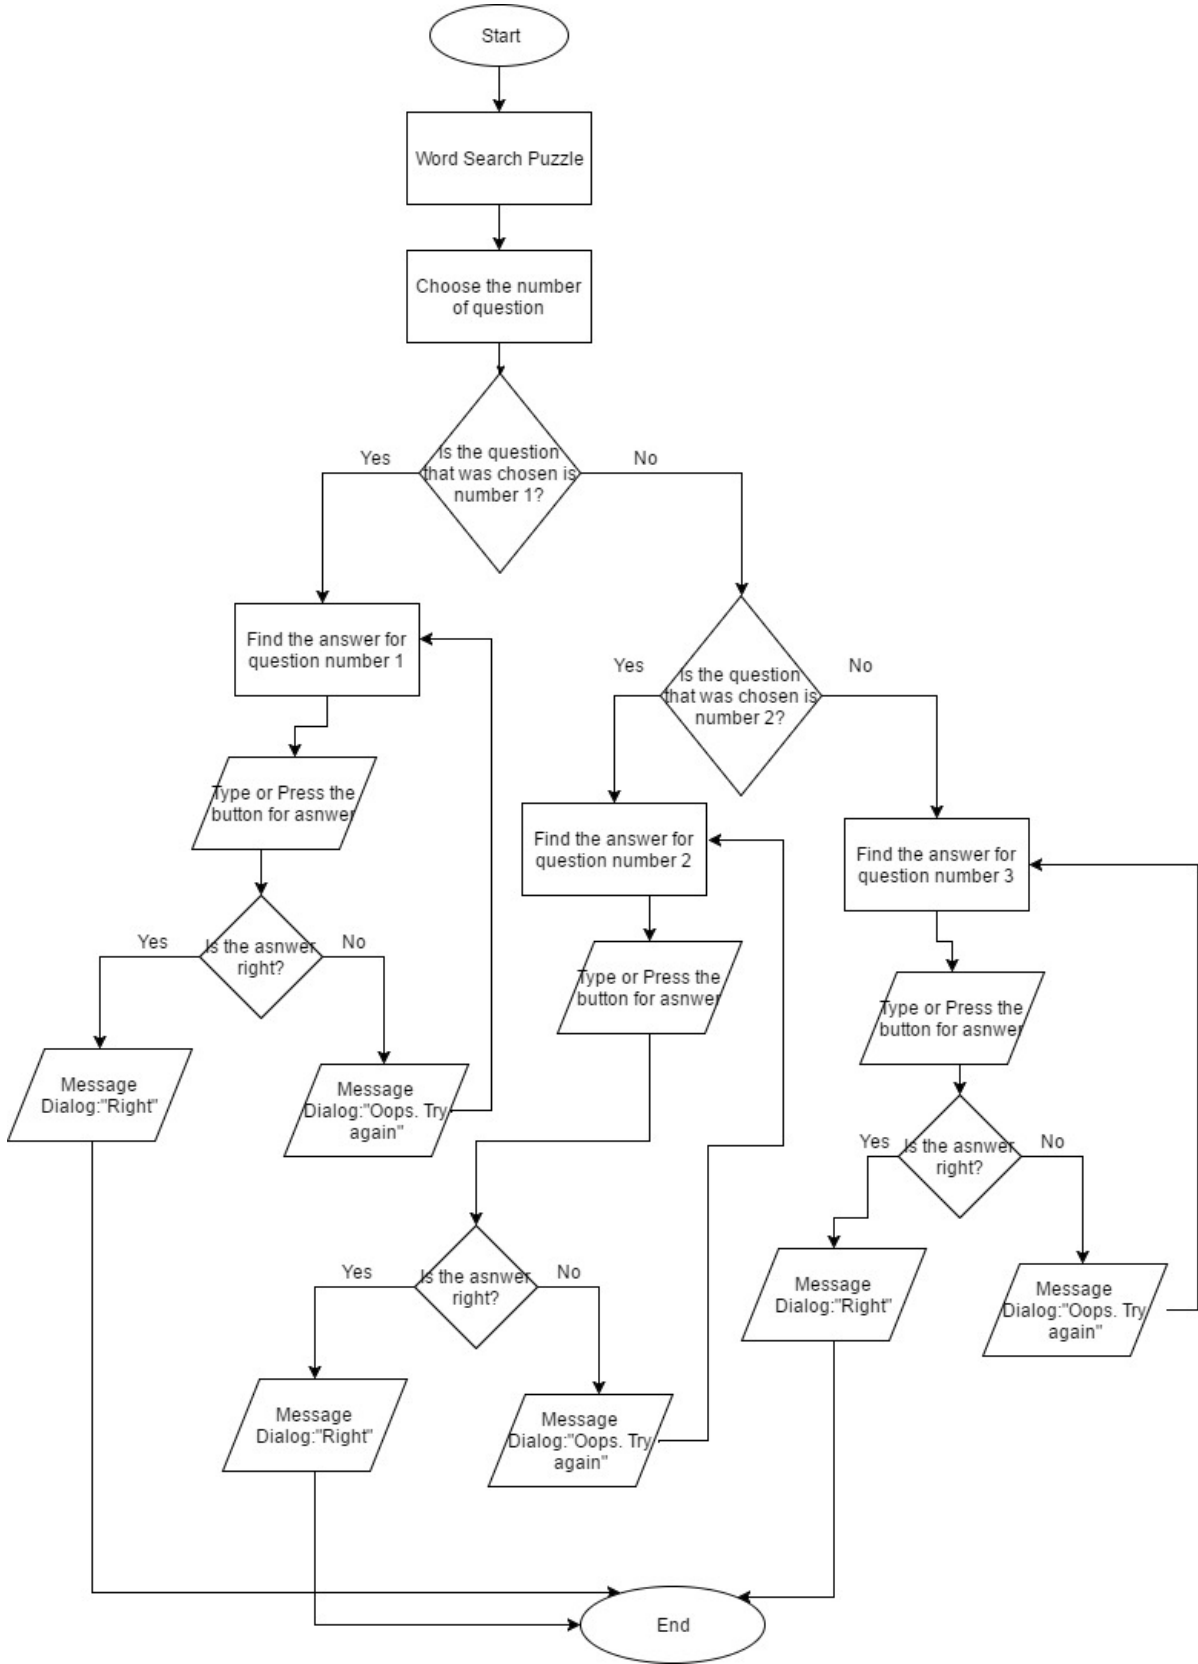 Start
Word Search Puzzle
Choose the number
of question
Is the question
that was chosen is
number 1?
Yes
No
Find the answer for
question number 1
Type or Press the
button for asnwer
Is the asnwer
right?
Yes
No
Message
Dialog:"Right"
Message
Dialog:"Oops. Try
again"
Is the question
that was chosen is
number 2?
Yes
No
Find the answer for
question number 2
Type or Press the
button for asnwer
Is the asnwer
right?
Yes
No
Message
Dialog:"Right"
Message
Dialog:"Oops. Try
again"
Find the answer for
question number 3
Type or Press the
button for asnwer
Is the asnwer
right?
Yes
No
Message
Dialog:"Right"
Message
Dialog:"Oops. Try
again"
End